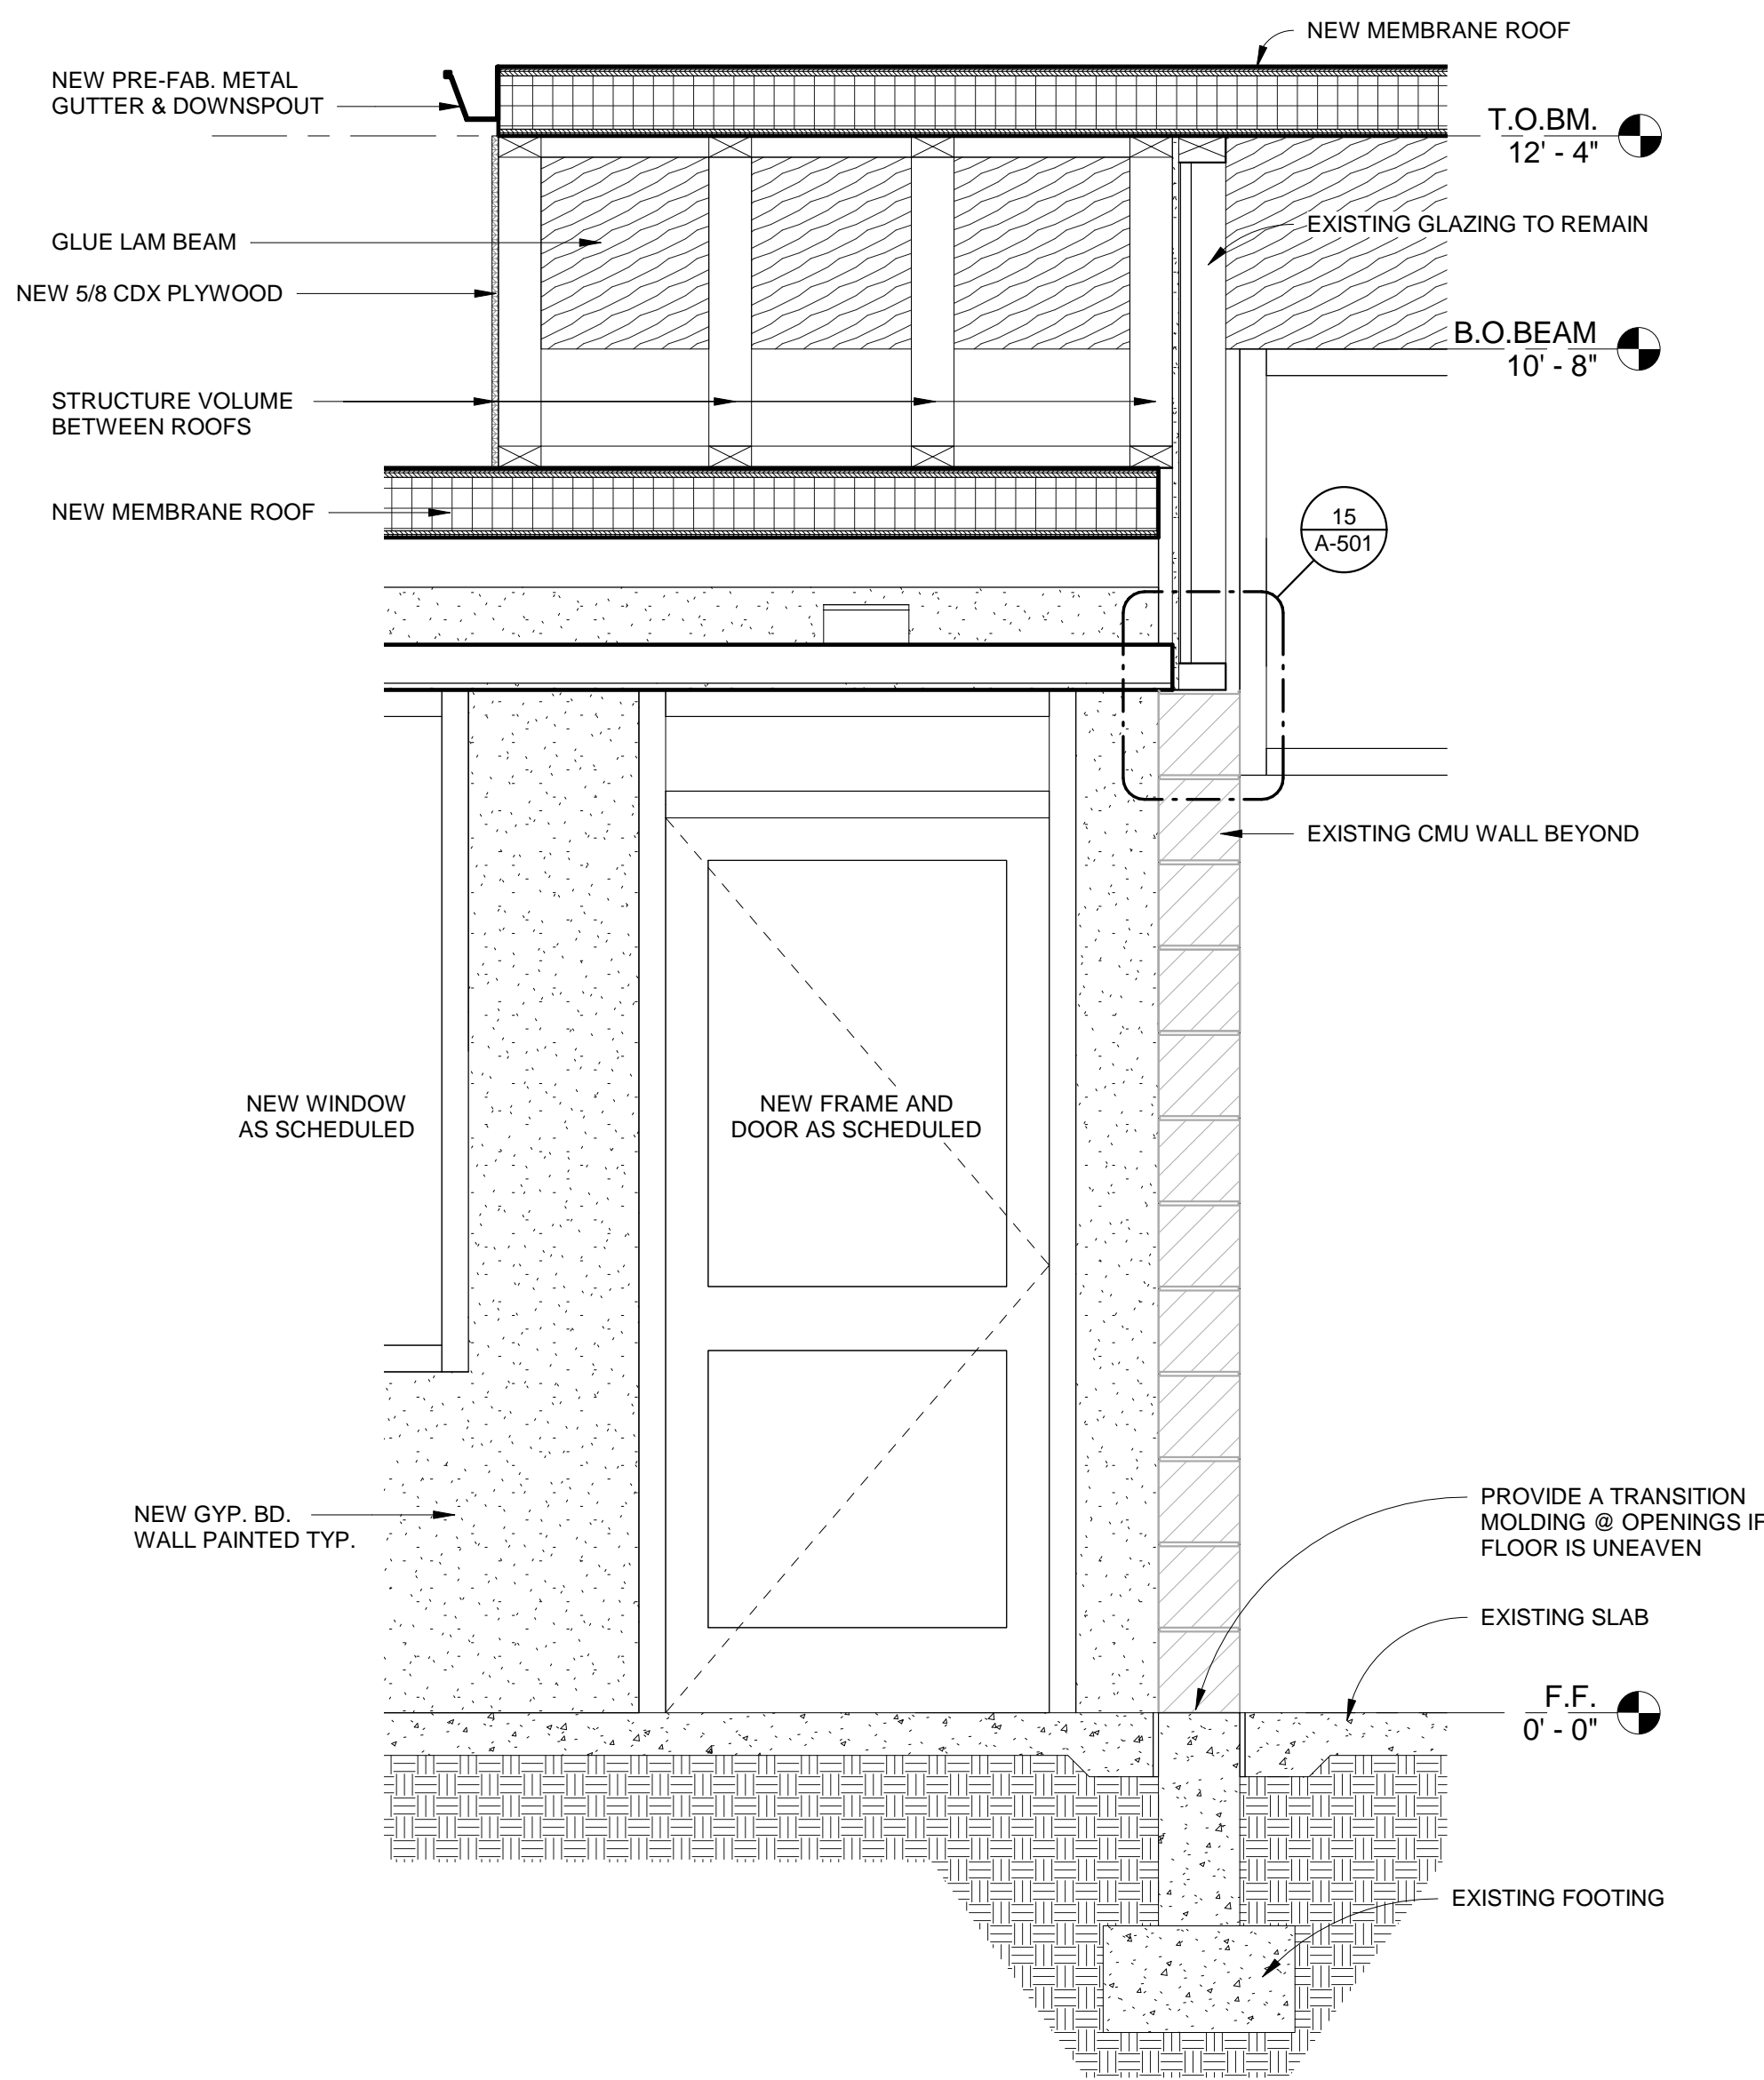 NEW MEMBRANE ROOF
NEW PRE-FAB. METAL
GUTTER & DOWNSPOUT
T.O.BM.
12' - 4"
EXISTING GLAZING TO REMAIN
GLUE LAM BEAM
NEW 5/8 CDX PLYWOOD
B.O.BEAM
10' - 8"
STRUCTURE VOLUME
BETWEEN ROOFS
NEW MEMBRANE ROOF
15
A-501
EXISTING CMU WALL BEYOND
NEW WINDOW
AS SCHEDULED
NEW FRAME AND
DOOR AS SCHEDULED
NEW GYP. BD.
WALL PAINTED TYP.
PROVIDE A TRANSITION
MOLDING @ OPENINGS IF
FLOOR IS UNEAVEN
EXISTING SLAB
F.F.
0' - 0"
EXISTING FOOTING